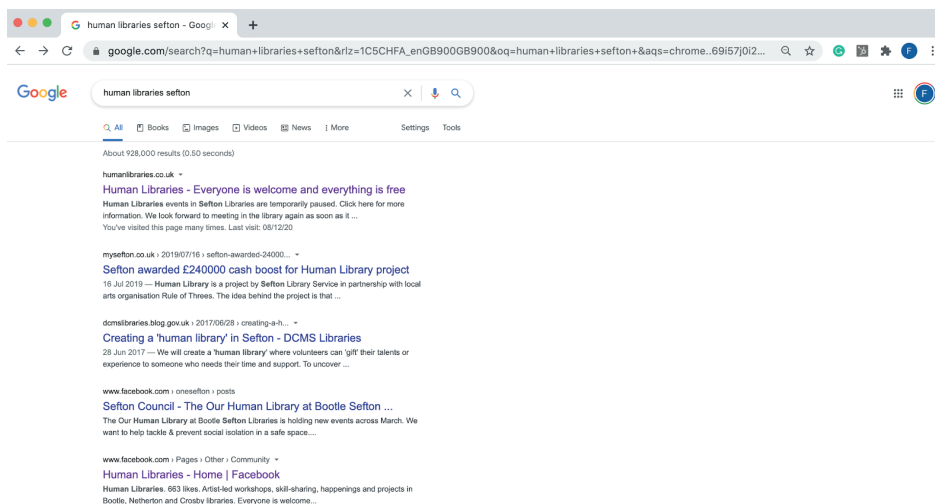 human libraries sefton - Googl
google.com/search?q=human+libraries+sefton&rlz=1C5CHFA_enGB900GB900&oq=human+libraries+sefton+&aqs=chrome..69i57j0i2...
F
Google
human libraries sefton
F
All Books Images Videos News More Settings Tools
About 928,000 results (0.50 seconds)
humanlibraries.co.uk
Human Libraries - Everyone is welcome and everything is free
Human Libraries events in Sefton Libraries are temporarily paused. Click here for more
information. We look forward to meeting in the library again as soon as it ...
You've visited this page many times. Last visit: 08/12/20
mysefton.co.uk › 2019/07/16 › sefton-awarded-24000...
Sefton awarded £240000 cash boost for Human Library project
16 Jul 2019 — Human Library is a project by Sefton Library Service in partnership with local
arts organisation Rule of Threes. The idea behind the project is that ...
dcmslibraries.blog.gov.uk › 2017/06/28 › creating-a-h...
Creating a 'human library' in Sefton - DCMS Libraries
28 Jun 2017 — We will create a 'human library' where volunteers can 'gift' their talents or
experience to someone who needs their time and support. To uncover ...
www.facebook.com › onesefton › posts
Sefton Council - The Our Human Library at Bootle Sefton ...
The Our Human Library at Bootle Sefton Libraries is holding new events across March. We
want to help tackle & prevent social isolation in a safe space....
www.facebook.com › Pages › Other › Community
Human Libraries - Home | Facebook
Human Libraries. 663 likes. Artist-led workshops, skill-sharing, happenings and projects in
Bootle, Netherton and Crosby libraries. Everyone is welcome...